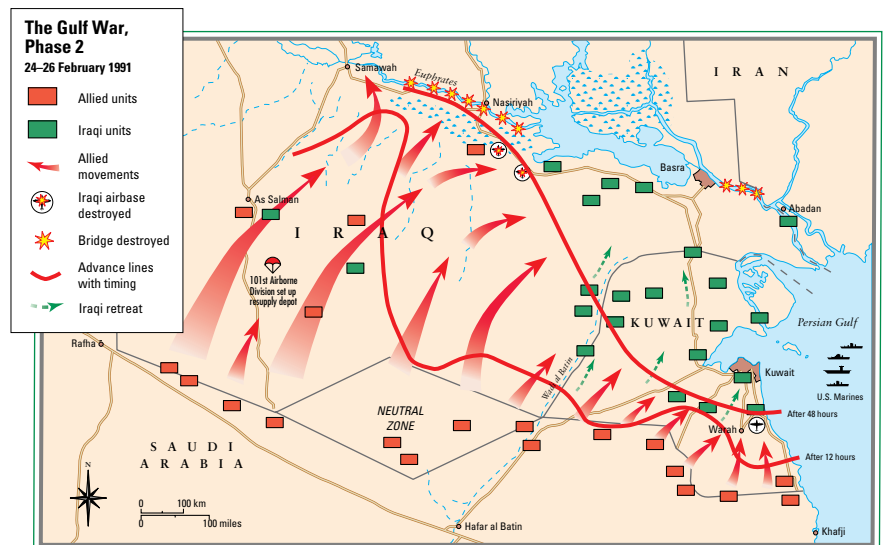 The Gulf War,
Phase 2
24–26 February 1991
Allied units
Iraqi units
Allied
movements
Iraqi airbase
destroyed
Bridge destroyed
Advance lines
with timing
Iraqi retreat
Samawah
Euphrates
Nasiriyah
IRAN
Basra
Abadan
As Salman
IRAQ
101st Airborne
Division set up
resupply depot
Rafha
KUWAIT
Persian Gulf
Wadi al Batin
Kuwait
U.S. Marines
NEUTRAL
ZONE
After 48 hours
Warah
After 12 hours
SAUDI
ARABIA
N
0 100 km
0 100 miles
Hafar al Batin
Khafji